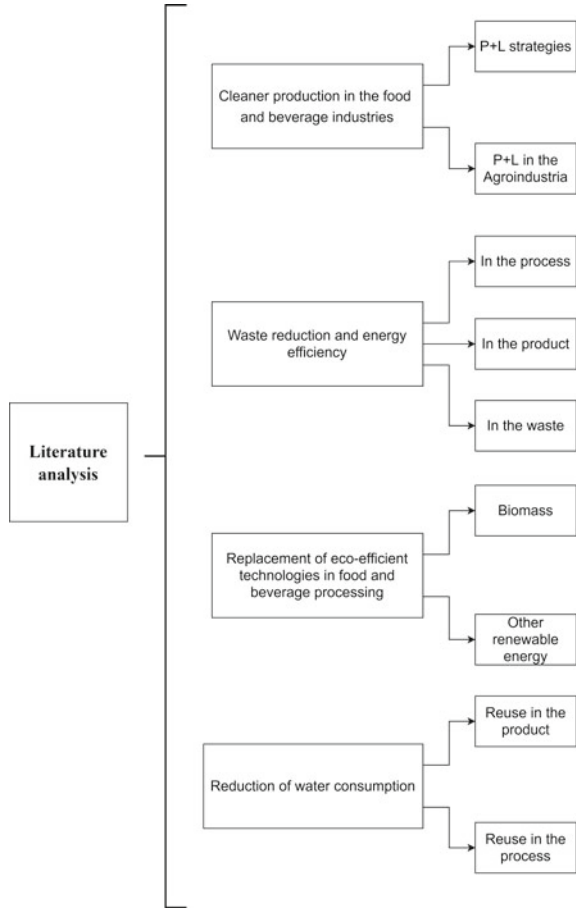 Literature
analysis
Cleaner production in the food
and beverage industries
P+L strategies
P+L in the
Agroindustria
Waste reduction and energy
efficiency
In the process
In the product
In the waste
Replacement of eco-efficient
technologies in food and
beverage processing
Biomass
Other
renewable
energy
Reduction of water consumption
Reuse in the
product
Reuse in the
process